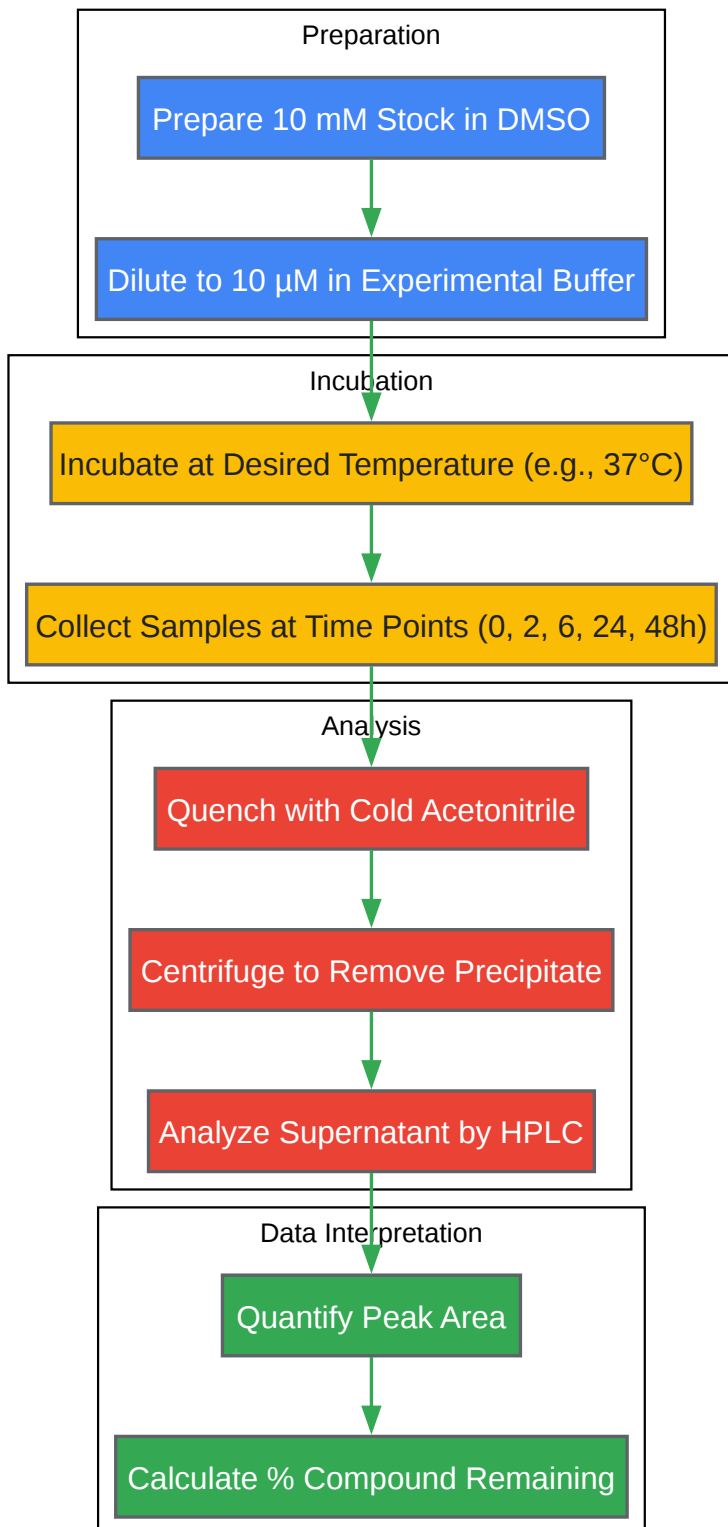 Preparation
Prepare 10 mM Stock in DMSO
Dilute to 10 µM in Experimental Buffer
Incubation
Incubate at Desired Temperature (e.g., 37°C)
Collect Samples at Time Points (0, 2, 6, 24, 48h)
Analysis
Quench with Cold Acetonitrile
Centrifuge to Remove Precipitate
Analyze Supernatant by HPLC
Data Interpretation
Quantify Peak Area
Calculate % Compound Remaining